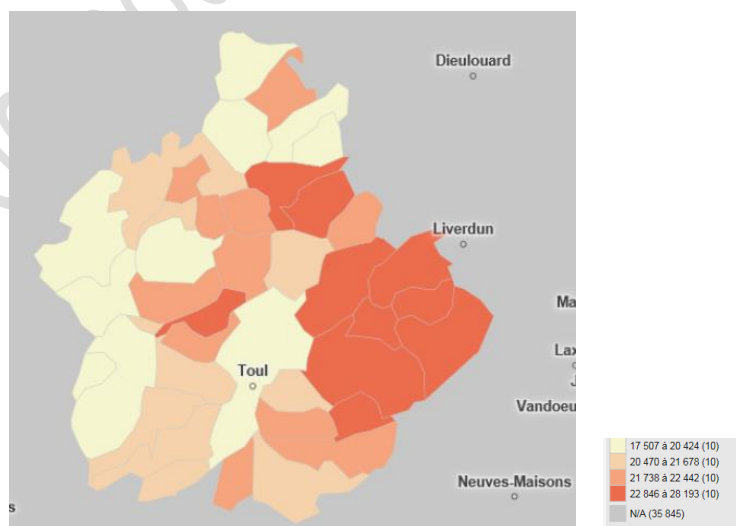 Dieulouard
Liverdun
Ma
Toul
Lax
J
Vandoeu
Neuves-Maisons
s
17 507 à 20 424 (10)
20 470 à 21 678 (10)
21 738 à 22 442 (10)
22 846 à 28 193 (10)
N/A (35 845)